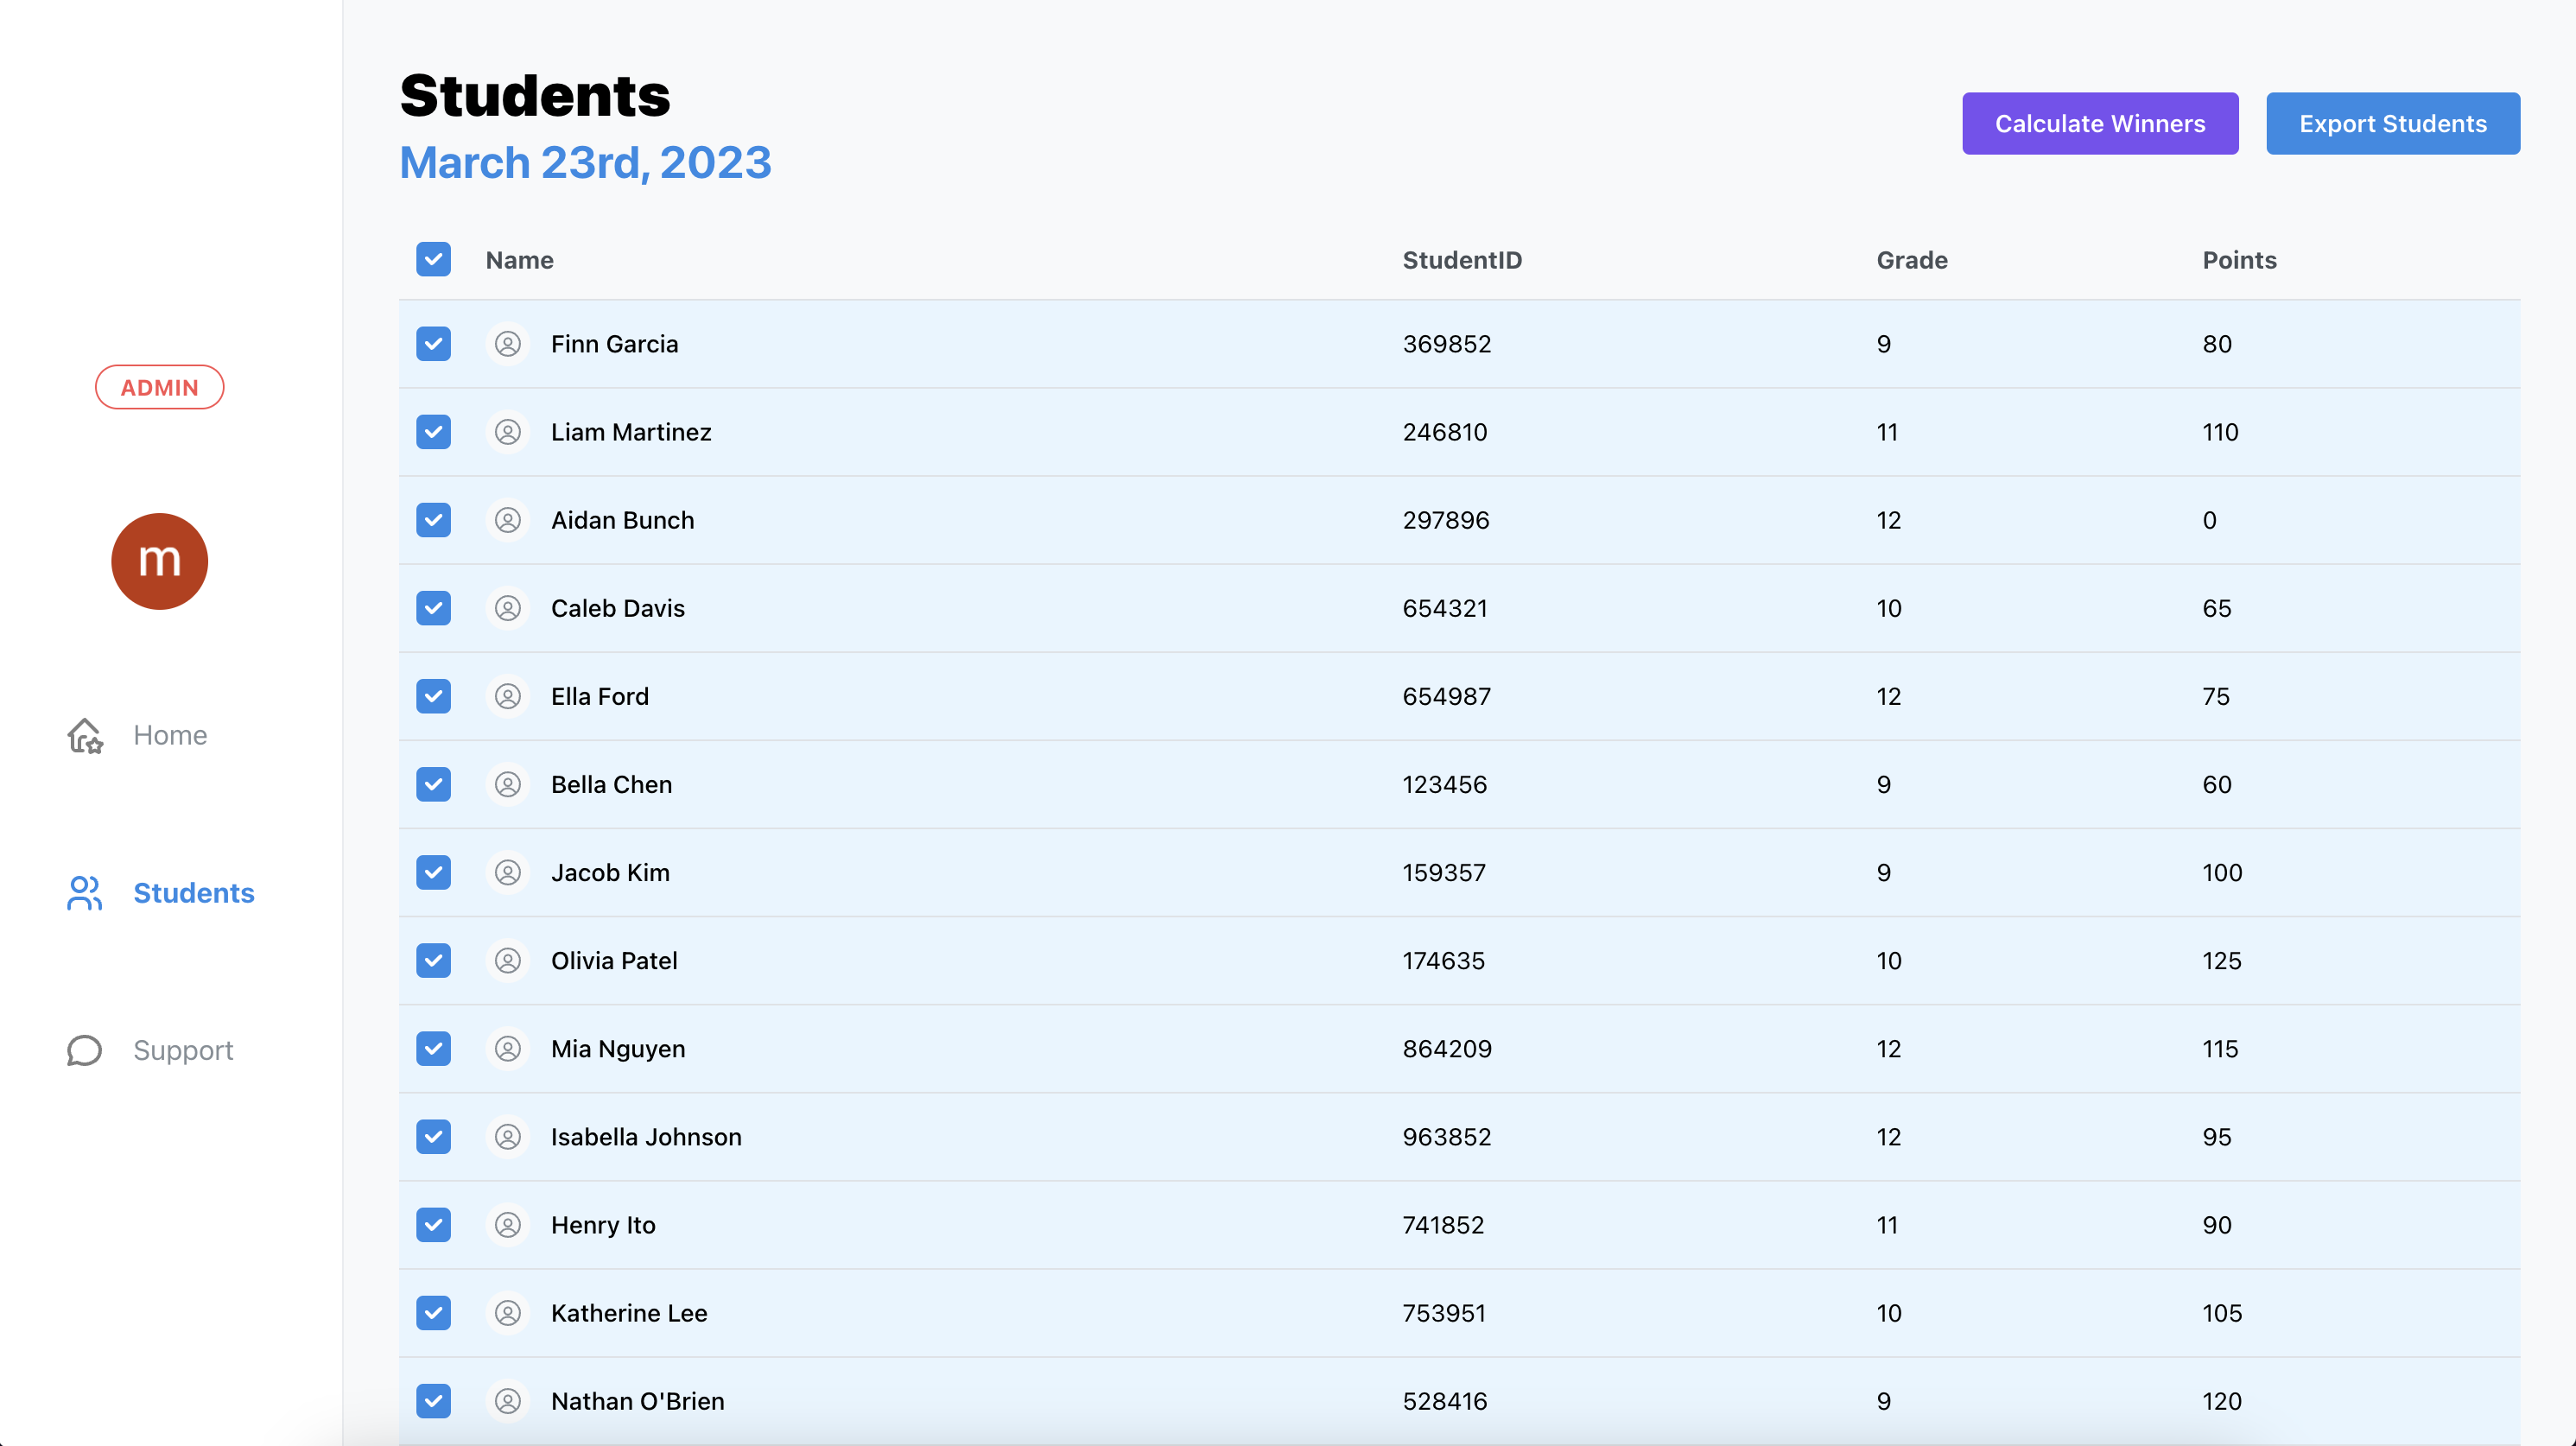 ADMIN
m
Home
Students
Support
Students
March 23rd, 2023
Calculate Winners Export Students
Name StudentID Grade Points
Finn Garcia 369852 9 80
Liam Martinez 246810 11 110
Aidan Bunch 297896 12 0
Caleb Davis 654321 10 65
Ella Ford 654987 12 75
Bella Chen 123456 9 60
Jacob Kim 159357 9 100
Olivia Patel 174635 10 125
Mia Nguyen 864209 12 115
Isabella Johnson 963852 12 95
Henry Ito 741852 11 90
Katherine Lee 753951 10 105
Nathan O'Brien 528416 9 120